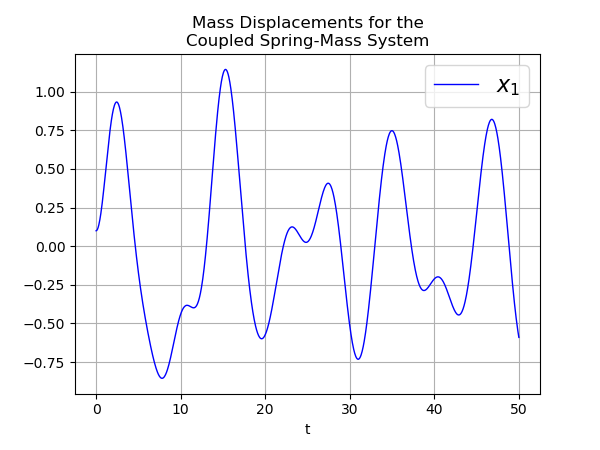 Mass Displacements for the
Coupled Spring-Mass System
x₁
1.00
0.75
0.50
0.25
0.00
−0.25
−0.50
−0.75
0 10 20 30 40 50
t